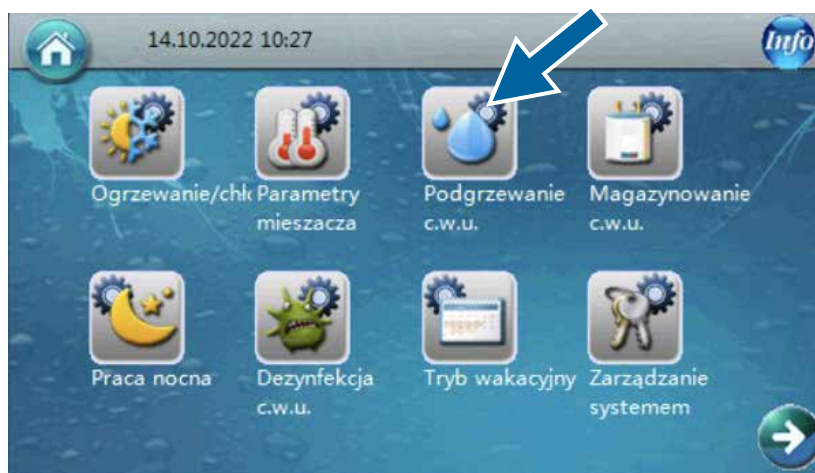 14.10.2022 10:27
Info
Ogrzewanie/chł
Parametry
mieszacza
Podgrzewanie
c.w.u.
Magazynowanie
c.w.u.
Praca nocna
Dezynfekcja
c.w.u.
Tryb wakacyjny
Zarządzanie
systemem